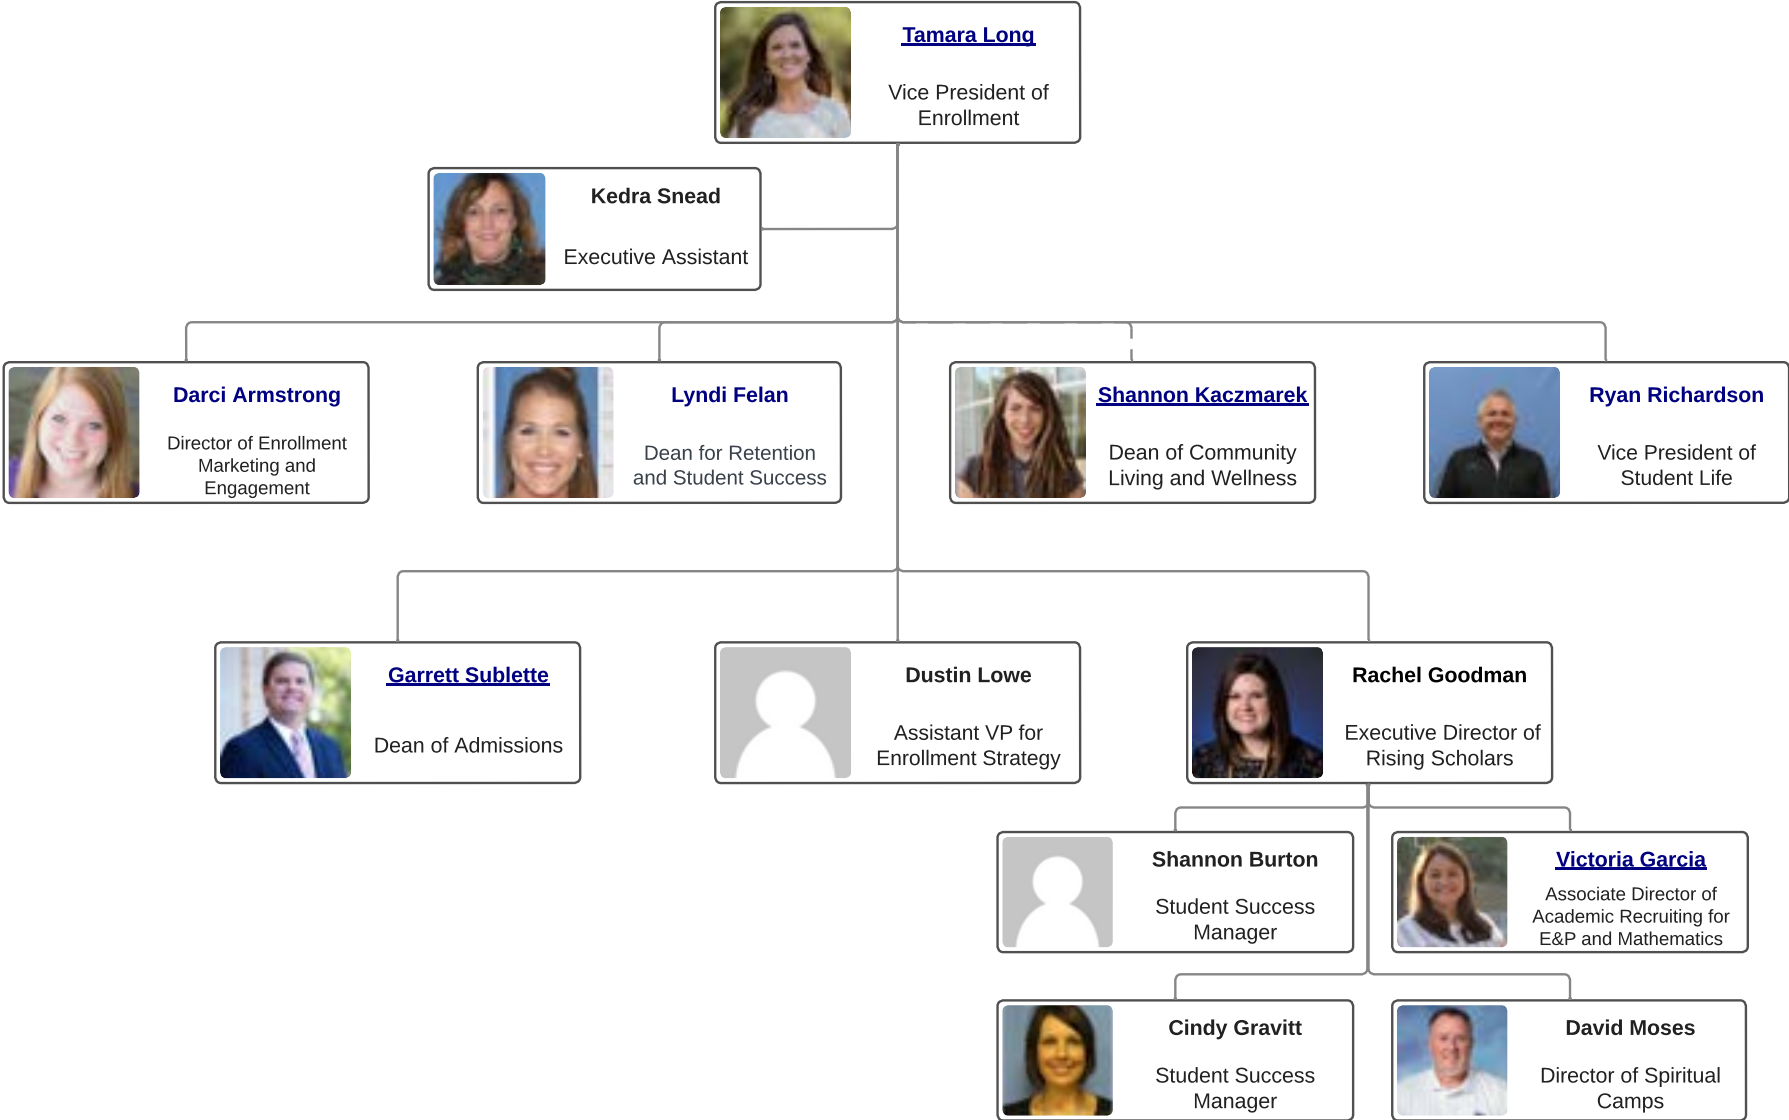 Tamara Long
Vice President of
Enrollment
Kedra Snead
Executive Assistant
Darci Armstrong
Director of Enrollment
Marketing and
Engagement
Lyndi Felan
Dean for Retention
and Student Success
Shannon Kaczmarek
Dean of Community
Living and Wellness
Ryan Richardson
Vice President of
Student Life
Garrett Sublette
Dean of Admissions
Dustin Lowe
Assistant VP for
Enrollment Strategy
Rachel Goodman
Executive Director of
Rising Scholars
Shannon Burton
Student Success
Manager
Victoria Garcia
Associate Director of
Academic Recruiting for
E&P and Mathematics
Cindy Gravitt
Student Success
Manager
David Moses
Director of Spiritual
Camps